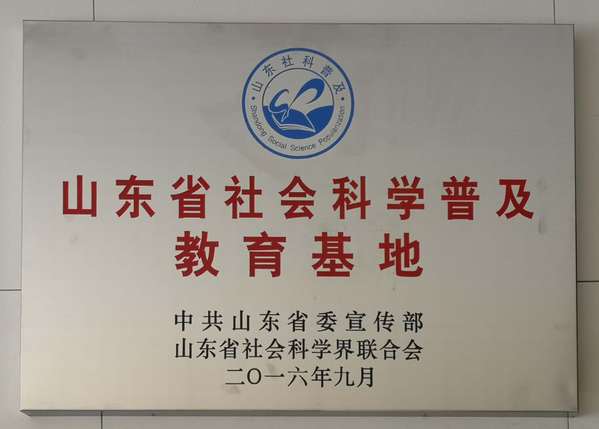 山东社科普及
Shandong Social Science Popularization
山东省社会科学普及
教育基地
中共山东省委宣传部
山东省社会科学界联合会
二〇一六年九月